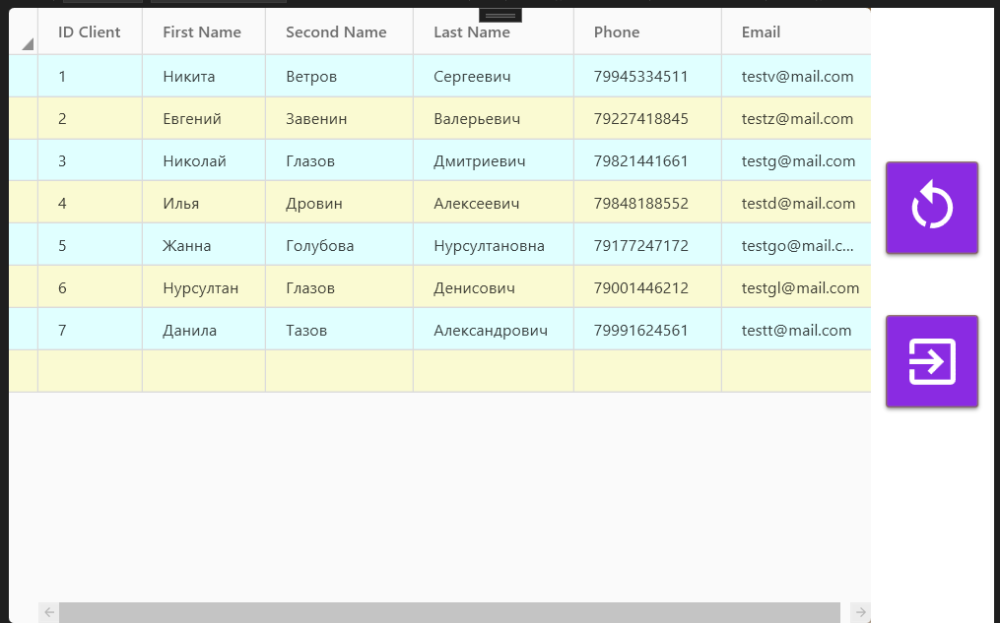 ID Client First Name Second Name Last Name Phone Email
1 Никита Ветров Сергеевич 79945334511 testv@mail.com
2 Евгений Завенин Валерьевич 79227418845 testz@mail.com
3 Николай Глазов Дмитриевич 79821441661 testg@mail.com
4 Илья Дровин Алексеевич 79848188552 testd@mail.com
5 Жанна Голубова Нурсултановна 79177247172 testgo@mail.c...
6 Нурсултан Глазов Денисович 79001446212 testgl@mail.com
7 Данила Тазов Александрович 79991624561 testt@mail.com